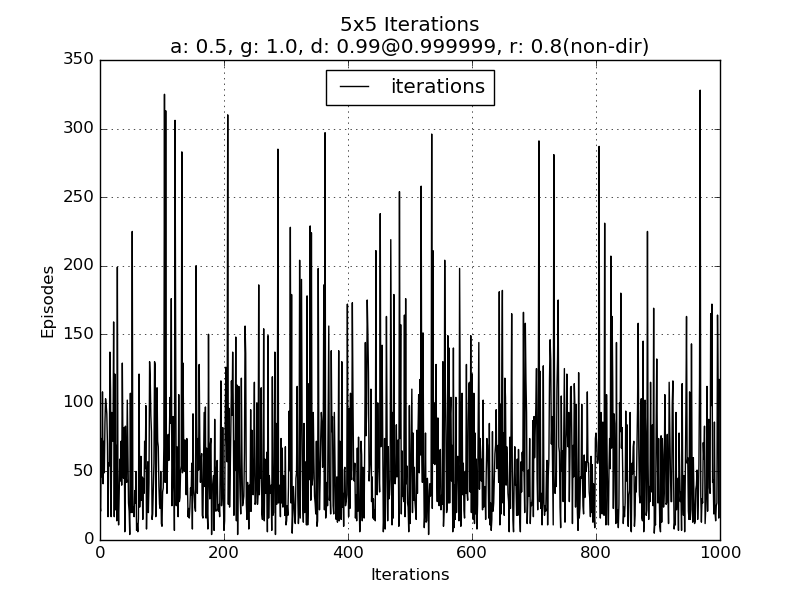 5x5 Iterations
a: 0.5, g: 1.0, d: 0.99@0.999999, r: 0.8(non-dir)
iterations
350
300
250
200
150
100
50
0
Episodes
0 200 400 600 800 1000
Iterations